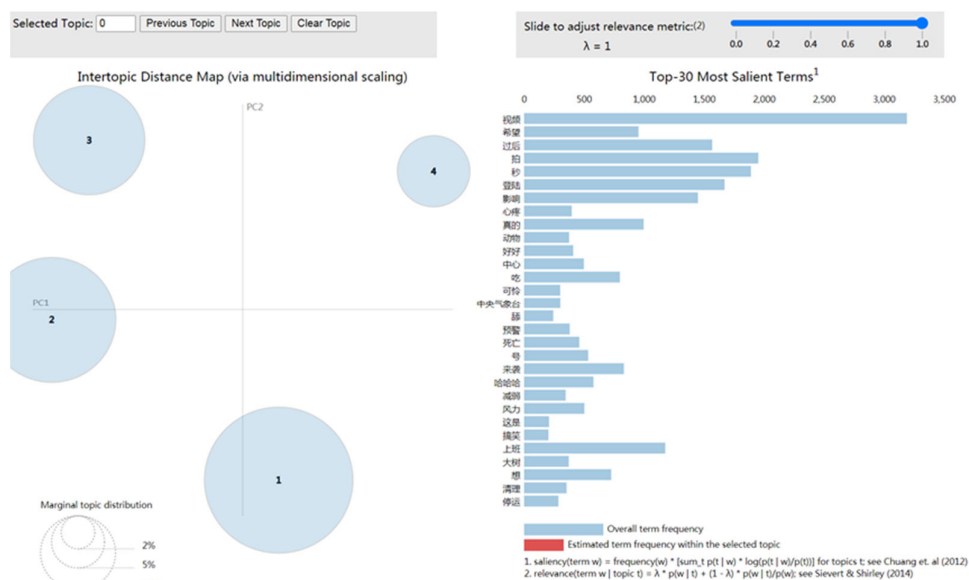 Selected Topic: 0 Previous Topic Next Topic Clear Topic
Slide to adjust relevance metric:(2)
λ = 1
0.0 0.2 0.4 0.6 0.8 1.0
Intertopic Distance Map (via multidimensional scaling)
PC2
PC1
3
4
2
1
Marginal topic distribution
2%
5%
Top-30 Most Salient Terms1
0 500 1,000 1,500 2,000 2,500 3,000 3,500
视频
希望
过后
拍
秒
登陆
影响
心疼
真的
动物
好好
中心
吃
可怜
中央气象台
舔
预警
死亡
号
来袭
哈哈哈
减弱
风力
这是
搞笑
上班
大树
想
清理
停运
Overall term frequency
Estimated term frequency within the selected topic
1. saliency(term w) = frequency(w) * [sum_t p(t | w) * log(p(t | w)/p(t))] for topics t; see Chuang et. al (2012)
2. relevance(term w | topic t) = λ * p(w | t) + (1 - λ) * p(w | t)/p(w); see Sievert & Shirley (2014)